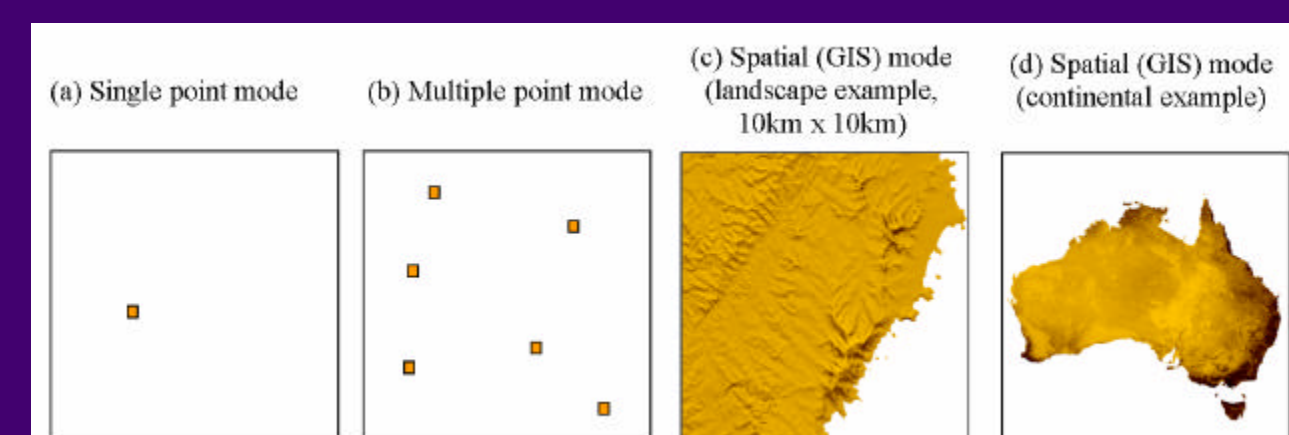 (a) Single point mode
(b) Multiple point mode
(c) Spatial (GIS) mode
(landscape example,
10km x 10km)
(d) Spatial (GIS) mode
(continental example)